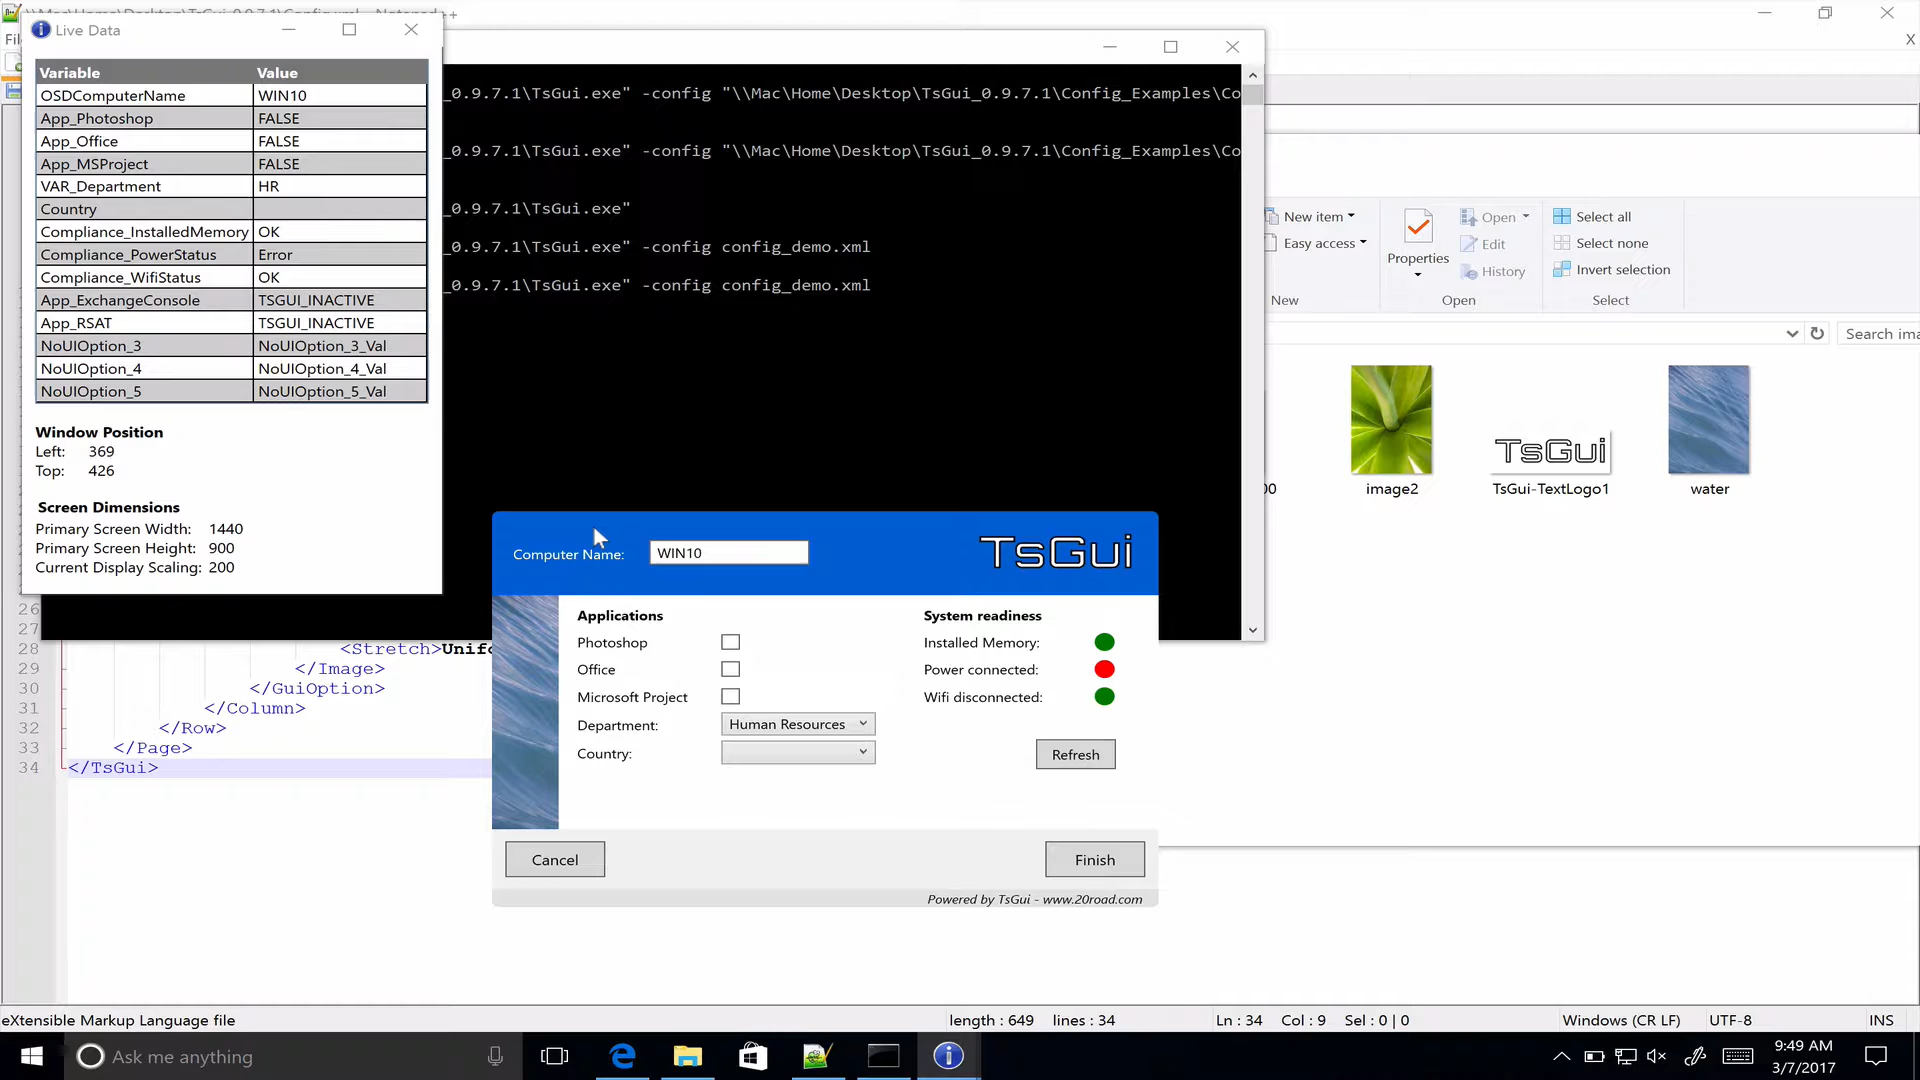 Live Data
Variable Value
OSDComputerName WIN10
App_Photoshop FALSE
App_Office FALSE
App_MSProject FALSE
VAR_Department HR
Country
Compliance_InstalledMemory OK
Compliance_PowerStatus Error
Compliance_WifiStatus OK
App_ExchangeConsole TSGUI_INACTIVE
App_RSAT TSGUI_INACTIVE
NoUIOption_3 NoUIOption_3_Val
NoUIOption_4 NoUIOption_4_Val
NoUIOption_5 NoUIOption_5_Val
Window Position
Left: 369
Top: 426
Screen Dimensions
Primary Screen Width: 1440
Primary Screen Height: 900
Current Display Scaling: 200
_0.9.7.1\TsGui.exe" -config "\\Mac\Home\Desktop\TsGui_0.9.7.1\Config_Examples\Co
_0.9.7.1\TsGui.exe" -config "\\Mac\Home\Desktop\TsGui_0.9.7.1\Config_Examples\Co
_0.9.7.1\TsGui.exe"
_0.9.7.1\TsGui.exe" -config config_demo.xml
_0.9.7.1\TsGui.exe" -config config_demo.xml
New item
Easy access
New
Properties
Open
Edit
History
Open
Select all
Select none
Invert selection
Select
Search ima
image2
TsGui
TsGui-TextLogo1
water
Computer Name: WIN10
TsGui
Applications
Photoshop
Office
Microsoft Project
Department: Human Resources
Country:
System readiness
Installed Memory:
Power connected:
Wifi disconnected:
Refresh
Cancel
Finish
Powered by TsGui - www.20road.com
26
27
28 <Stretch>Unifo
29 </Image>
30 </GuiOption>
31 </Column>
32 </Row>
33 </Page>
34 </TsGui>
eXtensible Markup Language file length : 649 lines : 34 Ln : 34 Col : 9 Sel : 0 | 0 Windows (CR LF) UTF-8 INS
Ask me anything
9:49 AM
3/7/2017